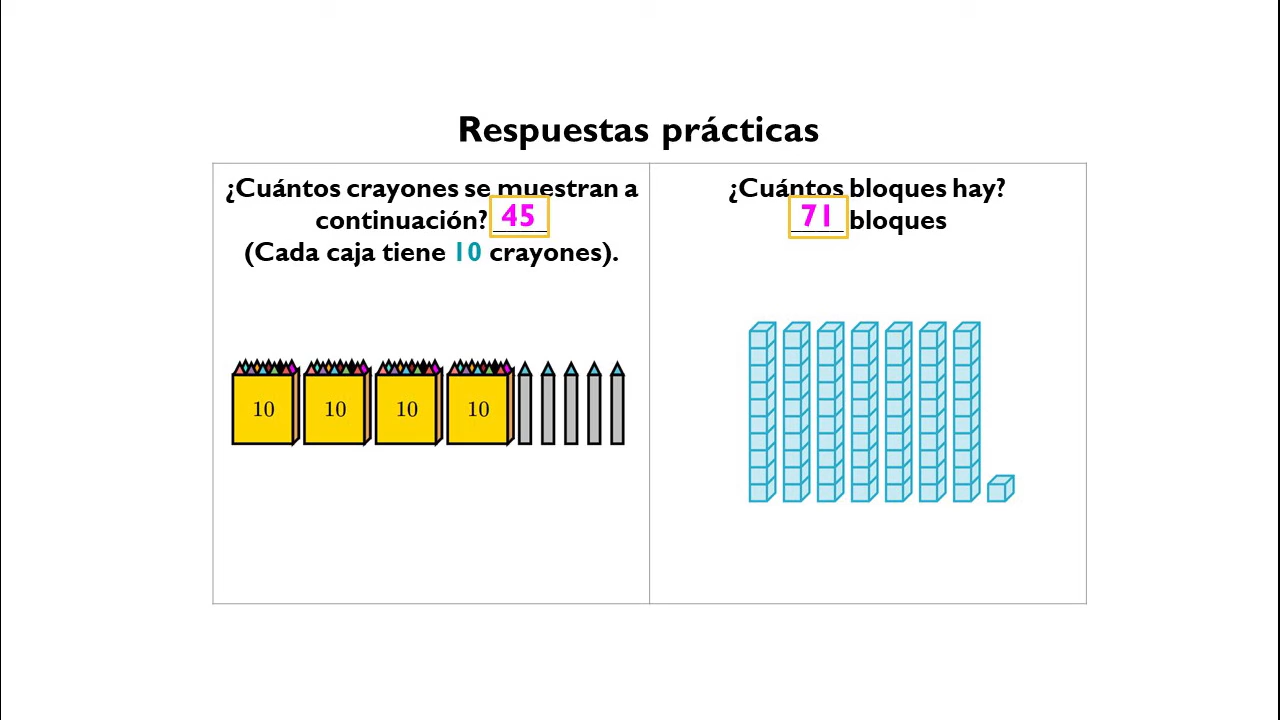 Respuestas prácticas
¿Cuántos crayones se muestran a
continuación? 45
(Cada caja tiene 10 crayones).
10
10
10
10
¿Cuántos bloques hay?
71 bloques